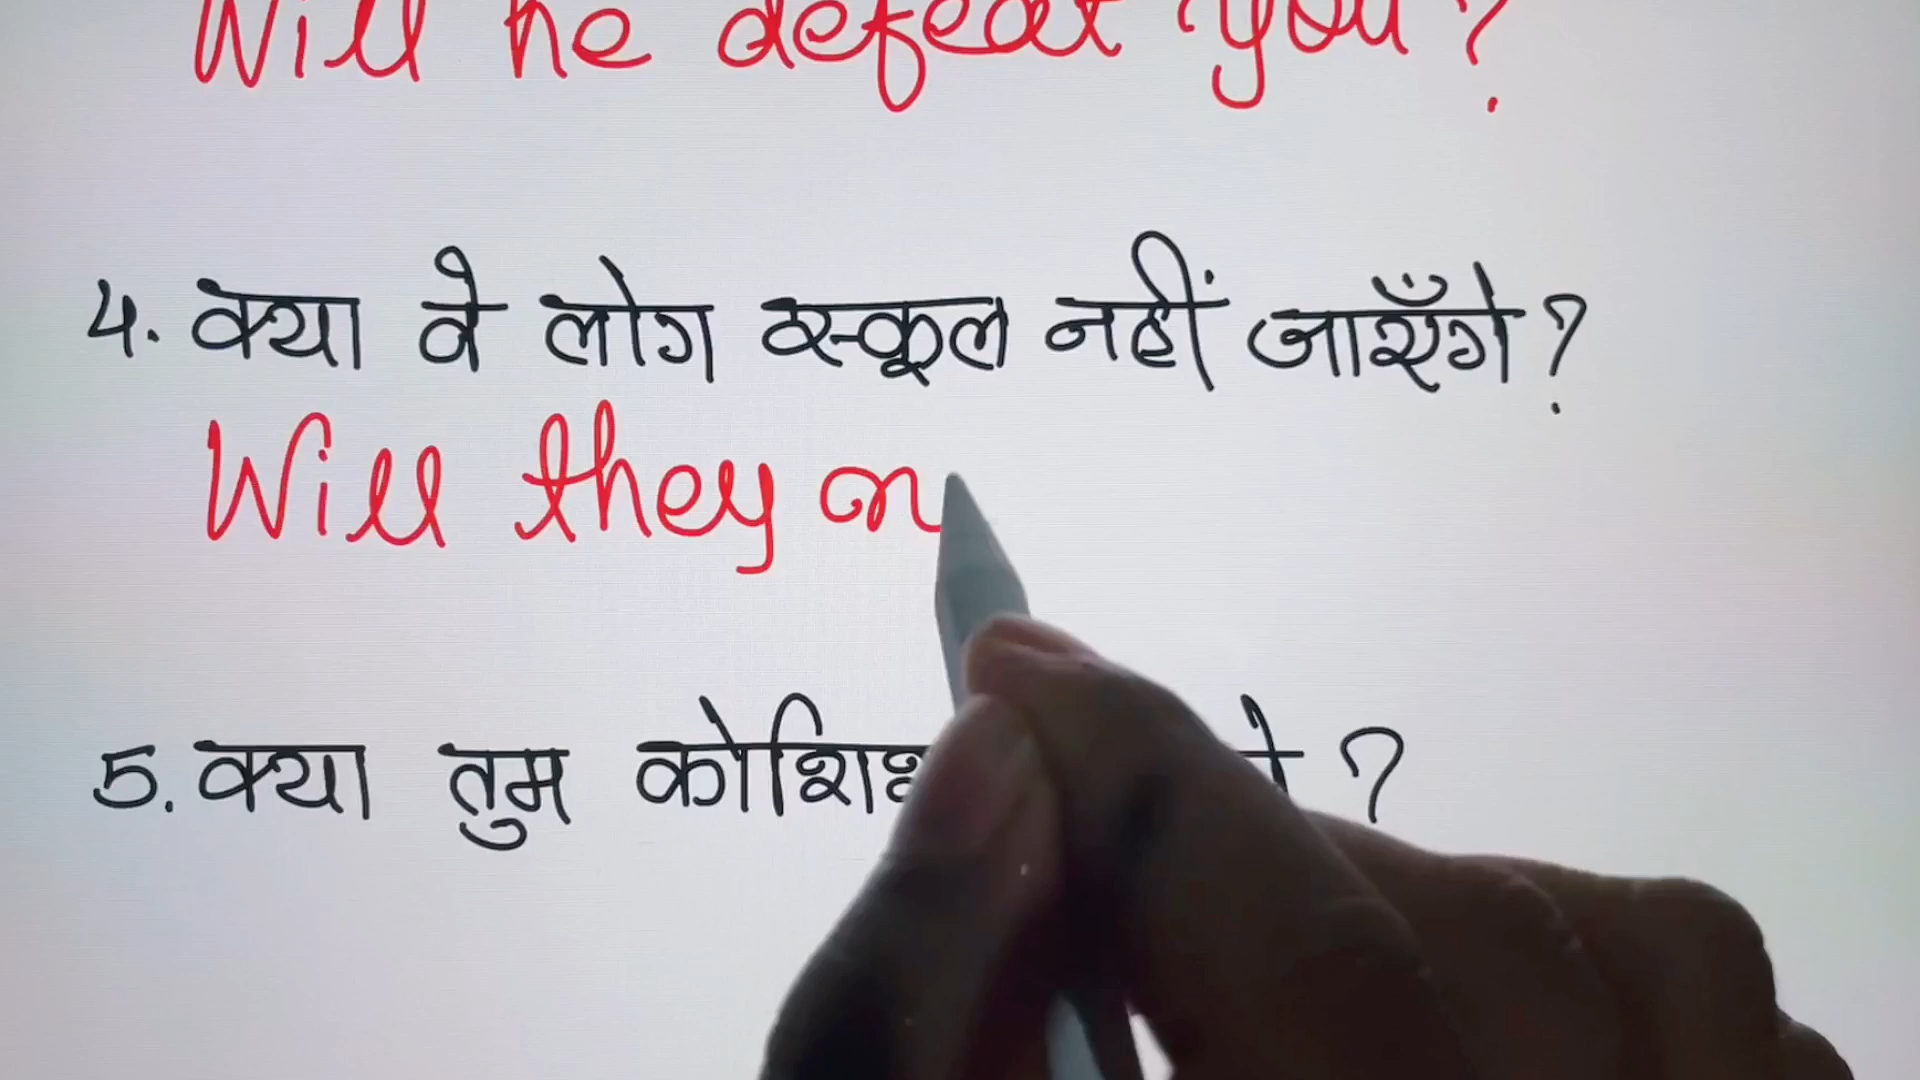 Will he defeat you?
4. क्या वे लोग स्कूल नहीं जाएँगे?
Will they
5. क्या तुम ?